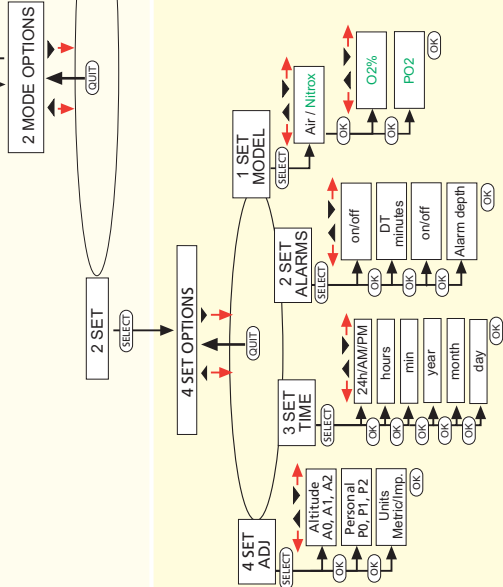 2 MODE OPTIONS
QUIT
2 SET
SELECT
4 SET OPTIONS
QUIT
1 SET
MODEL
SELECT
Air / Nitrox
OK
O2%
OK
PO2
OK
2 SET
ALARMS
SELECT
on/off
OK
DT
minutes
OK
on/off
OK
Alarm depth
OK
3 SET
TIME
SELECT
24h/AM/PM
OK
hours
OK
min
OK
year
OK
month
OK
day
OK
4 SET
ADJ
SELECT
Altitude
A0, A1, A2
OK
Personal
P0, P1, P2
OK
Units
Metric/Imp.
OK